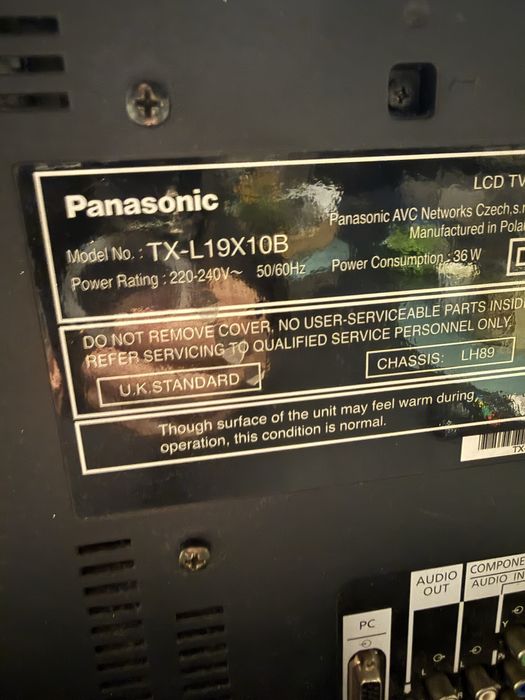 LCD TV
Panasonic
Panasonic AVC Networks Czech,s.r
Manufactured in Polan
Model No. : TX-L19X10B
Power Rating : 220-240V~ 50/60Hz
Power Consumption : 36 W
DO NOT REMOVE COVER, NO USER-SERVICEABLE PARTS INSID
REFER SERVICING TO QUALIFIED SERVICE PERSONNEL ONLY.
U.K.STANDARD
CHASSIS: LH89
Though surface of the unit may feel warm during
operation, this condition is normal.
TX-
PC
AUDIO
OUT
COMPONE
AUDIO IN
Y
L